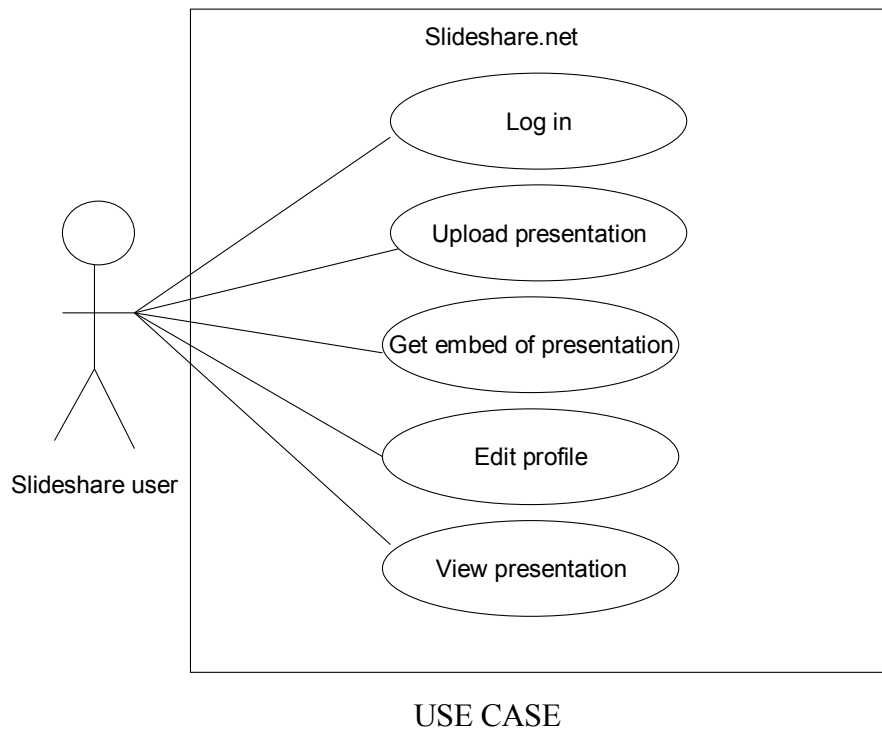 Slideshare.net
Log in
Upload presentation
Get embed of presentation
Edit profile
Slideshare user
View presentation
USE CASE